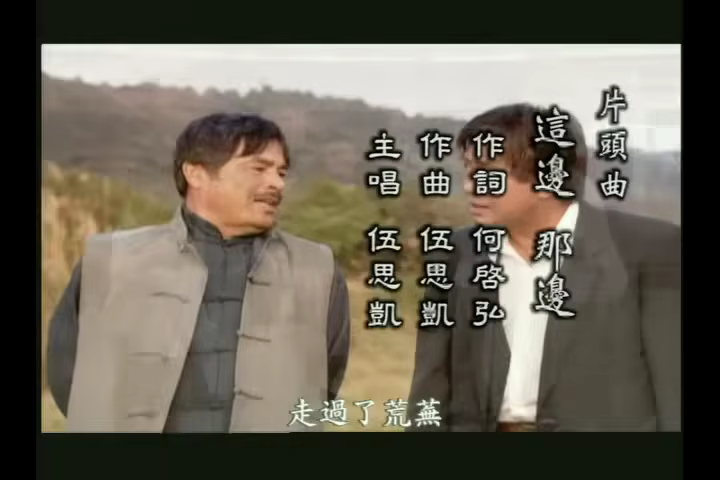 片頭曲
這邊那邊
作詞 何啓弘
作曲 伍思凱
主唱 伍思凱
走過了荒蕪